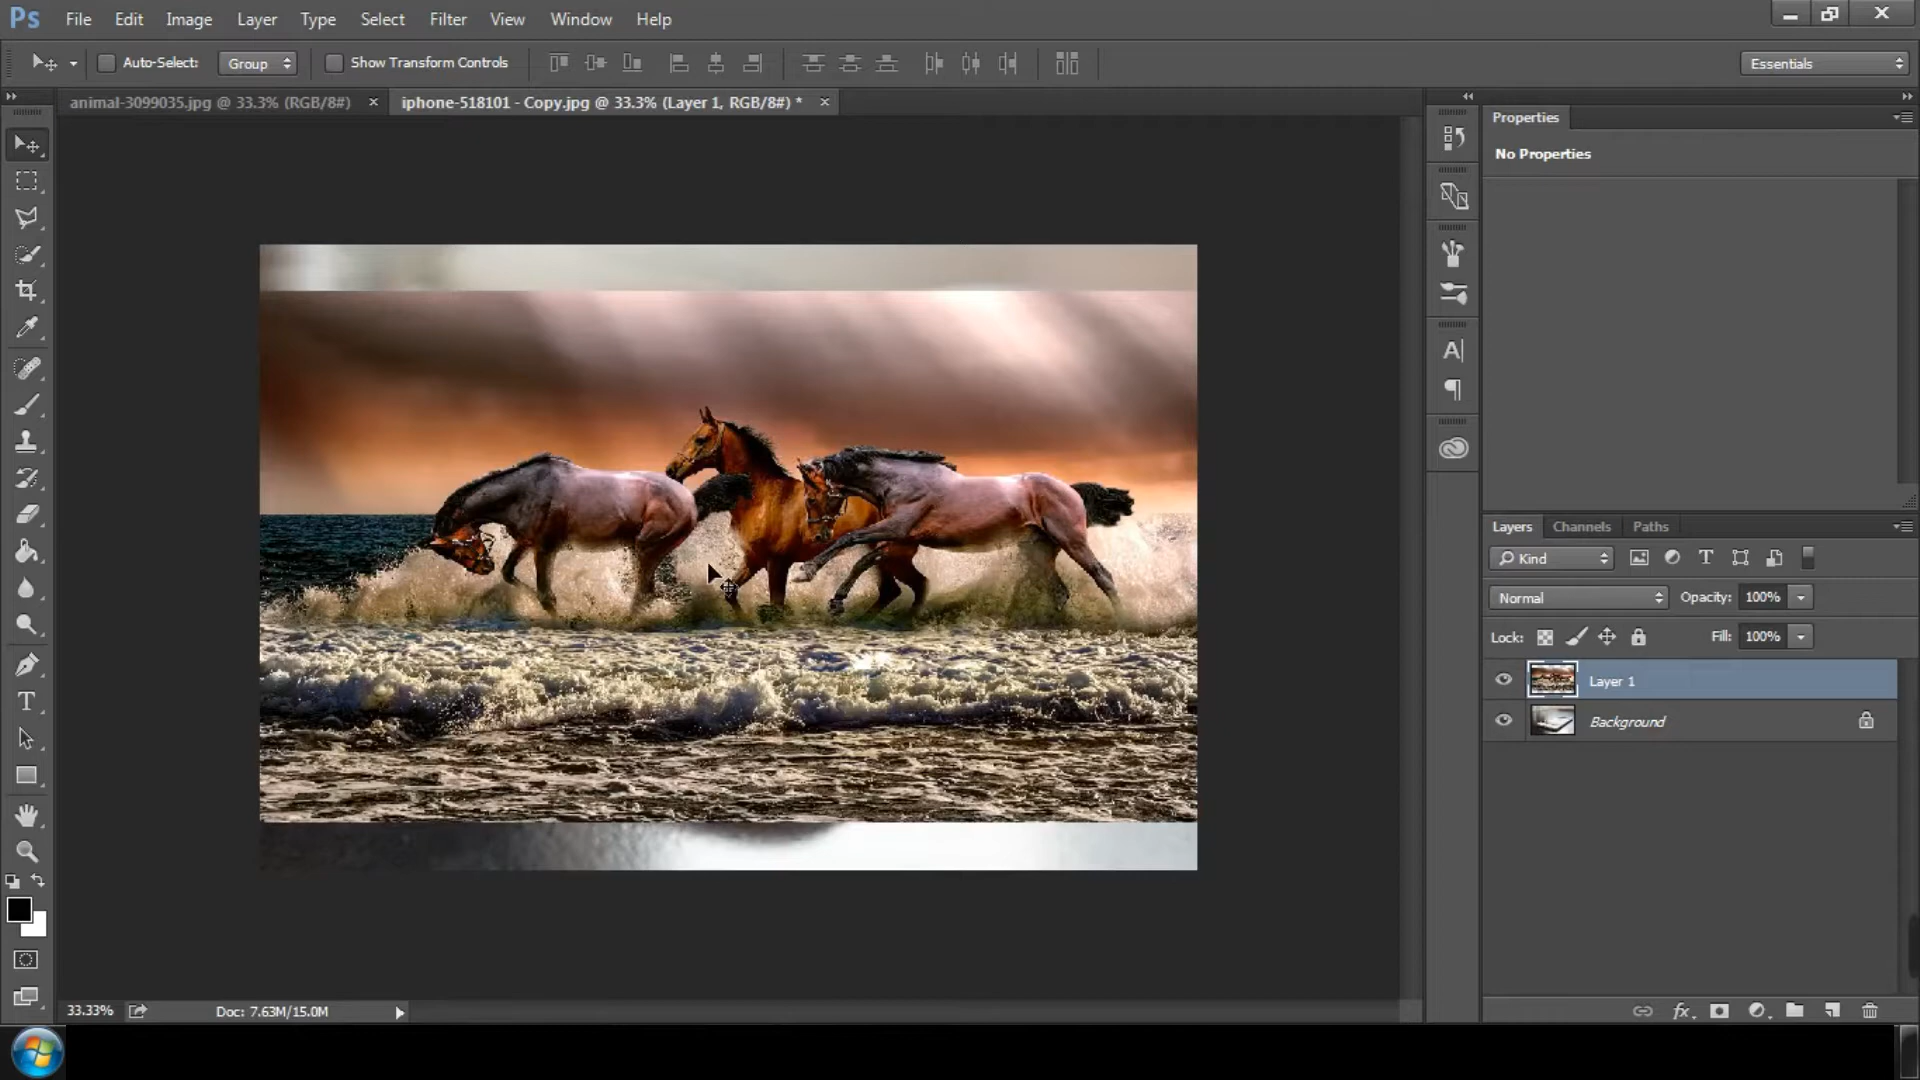 Ps File Edit Image Layer Type Select Filter View Window Help
Auto-Select: Group Show Transform Controls Essentials
animal-3099035.jpg @ 33.3% (RGB/8#) × iphone-518101 - Copy.jpg @ 33.3% (Layer 1, RGB/8#) * ×
Properties
No Properties
Layers Channels Paths
Kind
Normal Opacity: 100%
Lock: Fill: 100%
Layer 1
Background
33.33% Doc: 7.63M/15.0M